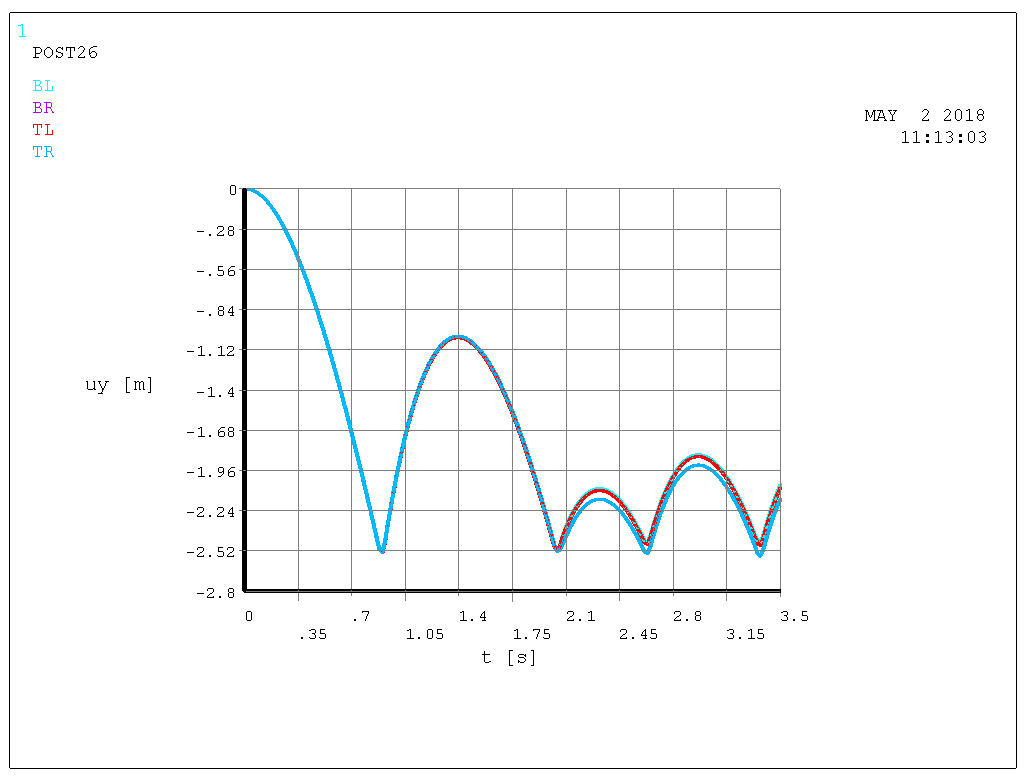 1
POST26
BL
BR
TL
TR
MAY 2 2018
11:13:03
0
-.28
-.56
-.84
-1.12
-1.4
-1.68
-1.96
-2.24
-2.52
-2.8
uy [m]
0 .7 1.4 2.1 2.8 3.5
.35 1.05 1.75 2.45 3.15
t [s]